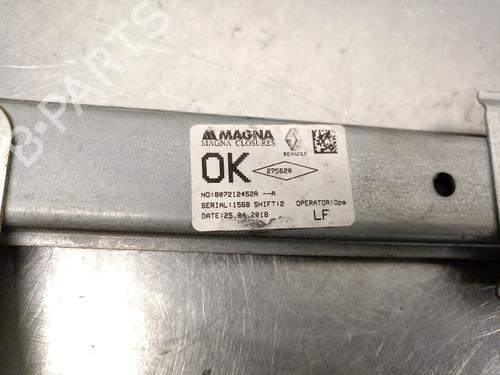 B-PARTS
MAGNA
MAGNA CLOSURES
RENAULT
OK
275620
NO:807212452R --A
SERIAL:1568 SHIFT:2 OPERATOR:Ope
DATE:25.04.2018 LF